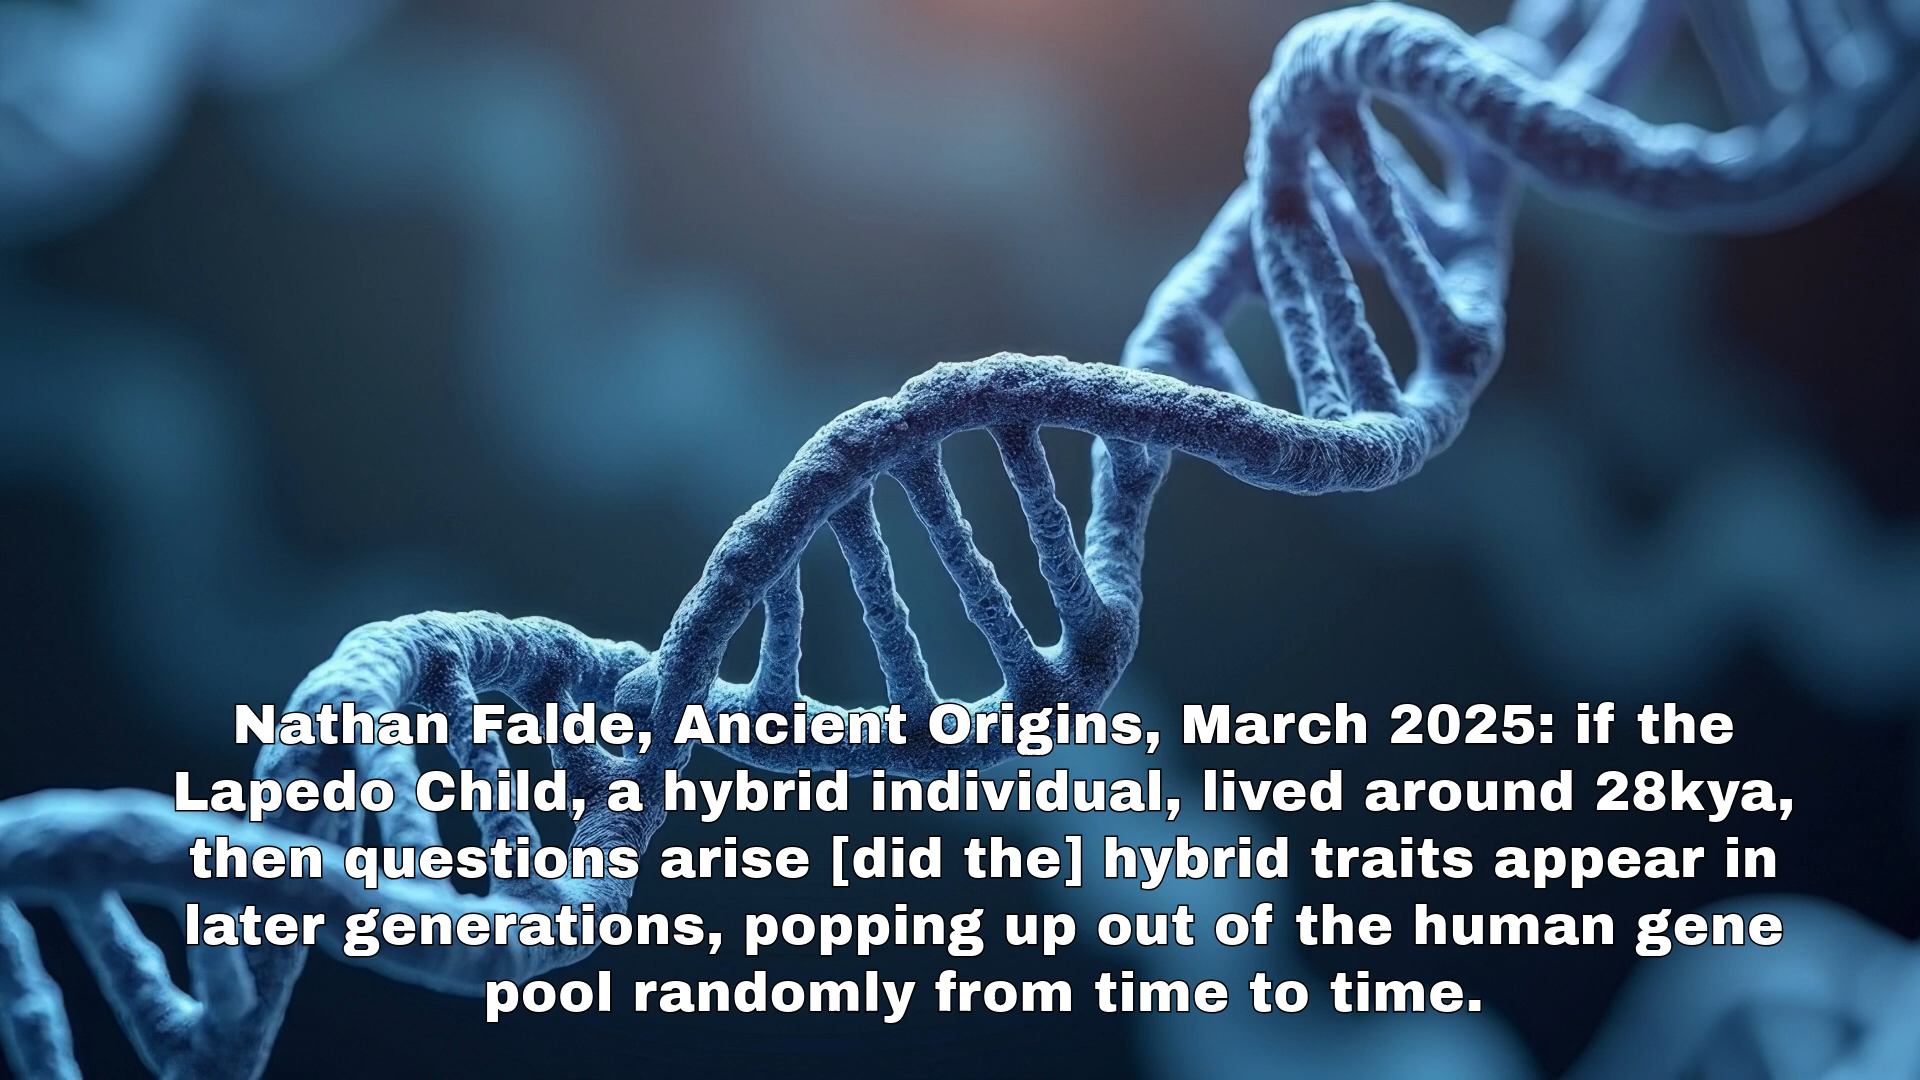 Nathan Falde, Ancient Origins, March 2025: if the
Lapedo Child, a hybrid individual, lived around 28kya,
then questions arise [did the] hybrid traits appear in
later generations, popping up out of the human gene
pool randomly from time to time.